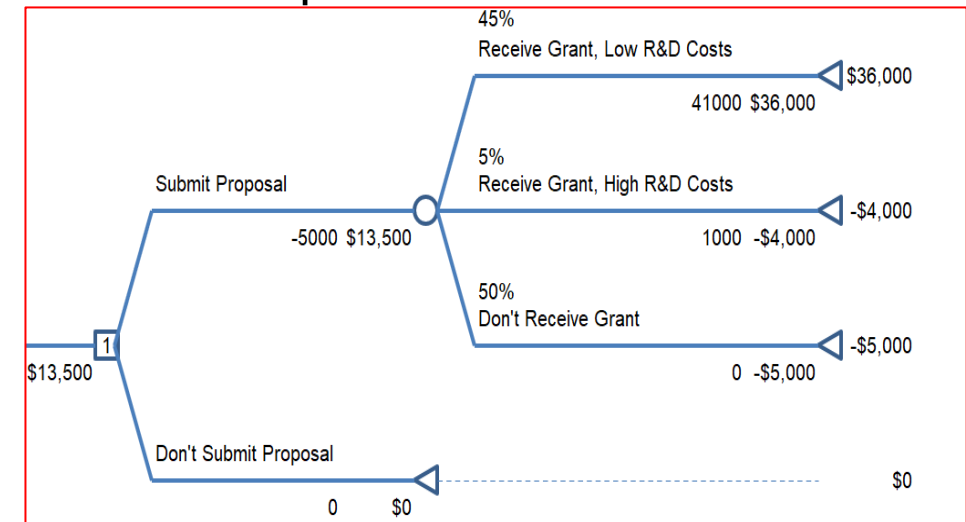 45%
Receive Grant, Low R&D Costs
$36,000
41000 $36,000
5%
Submit Proposal
Receive Grant, High R&D Costs
-$4,000
-5000 $13,500
1000 -$4,000
50%
Don't Receive Grant
1
-$5,000
$13,500
0 -$5,000
Don't Submit Proposal
$0
0 $0